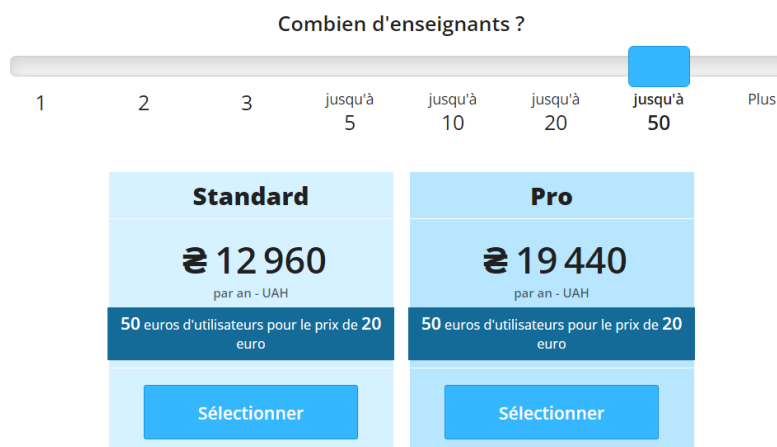 Combien d'enseignants ?
1
2
3
jusqu'à
5
jusqu'à
10
jusqu'à
20
jusqu'à
50
Plus
Standard
₴ 12 960
par an - UAH
50 euros d'utilisateurs pour le prix de 20
euro
Sélectionner
Pro
₴ 19 440
par an - UAH
50 euros d'utilisateurs pour le prix de 20
euro
Sélectionner